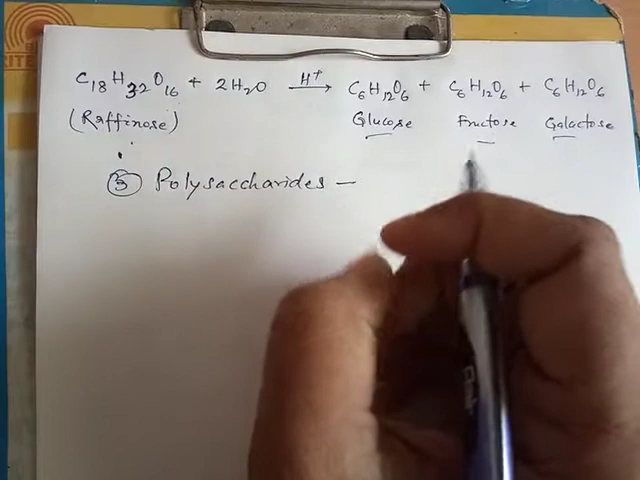 C18H32O16 + 2H2O H+→ C6H12O6 + C6H12O6 + C6H12O6
(Raffinose) Glucose Fructose Galactose
③ Polysaccharides —